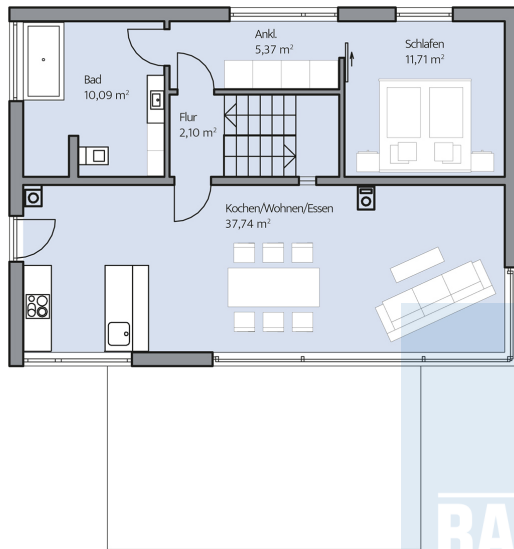 Ankl.
5,37 m²
Schlafen
11,71 m²
Bad
10,09 m²
Flur
2,10 m²
Kochen/Wohnen/Essen
37,74 m²
BA